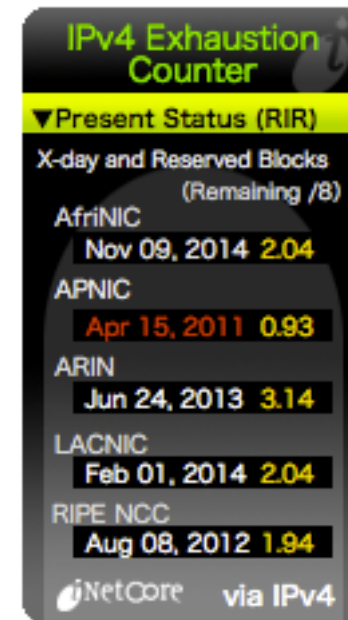 IPv4 Exhaustion
Counter
▼Present Status (RIR)
X-day and Reserved Blocks
(Remaining /8)
AfriNIC
Nov 09, 2014 2.04
APNIC
Apr 15, 2011 0.93
ARIN
Jun 24, 2013 3.14
LACNIC
Feb 01, 2014 2.04
RIPE NCC
Aug 08, 2012 1.94
iNetCore via IPv4